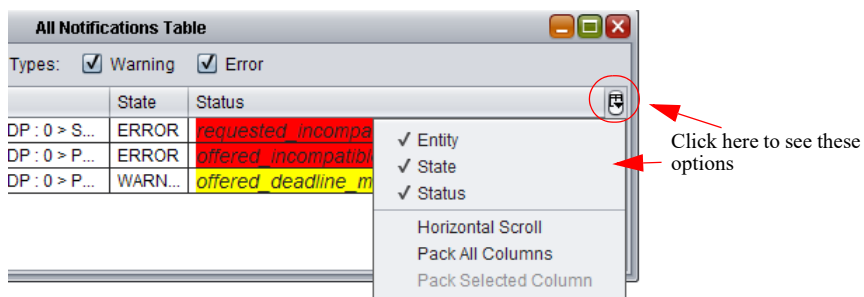 All Notifications Table
Types: Warning Error
State Status
DP : 0 > S... ERROR requested_incompa
DP : 0 > P... ERROR offered_incompatibl
DP : 0 > P... WARN... offered_deadline_m
Entity
State
Status
Horizontal Scroll
Pack All Columns
Pack Selected Column
Click here to see these
options